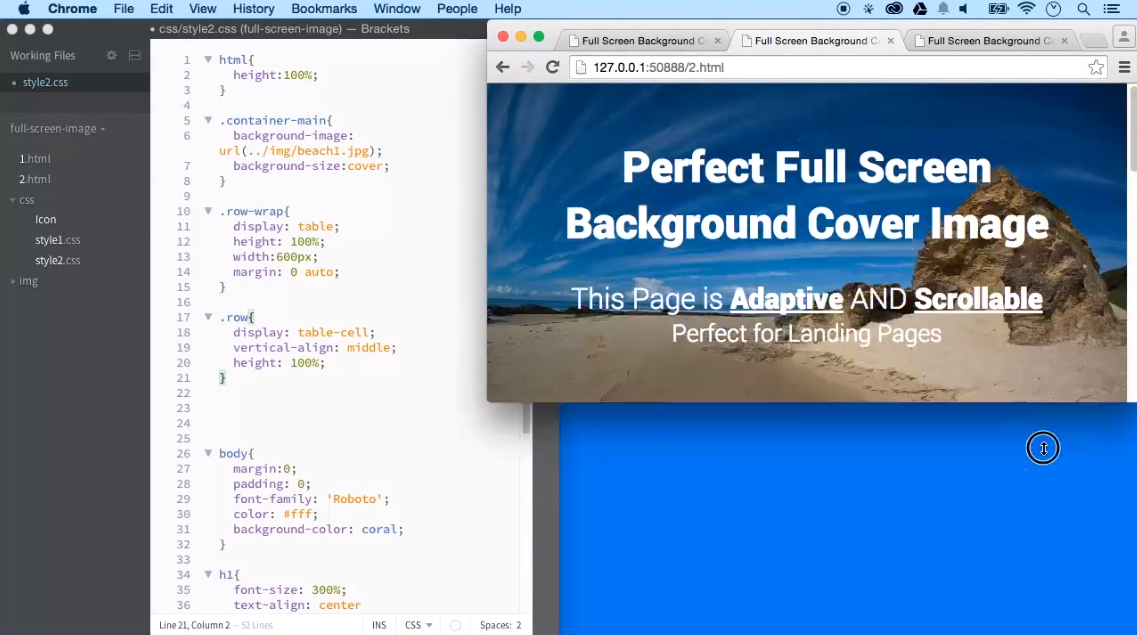 Chrome File Edit View History Bookmarks Window People Help
css/style2.css (full-screen-image) — Brackets
Working Files
style2.css
full-screen-image
1.html
2.html
css
Icon
style1.css
style2.css
img
1 html{
2 height:100%;
3 }
4
5 .container-main{
6 background-image:
url(../img/beach1.jpg);
7 background-size:cover;
8 }
9
10 .row-wrap{
11 display: table;
12 height: 100%;
13 width:600px;
14 margin: 0 auto;
15 }
16
17 .row{
18 display: table-cell;
19 vertical-align: middle;
20 height: 100%;
21 }
22
23
24
25
26 body{
27 margin:0;
28 padding: 0;
29 font-family: 'Roboto';
30 color: #fff;
31 background-color: coral;
32 }
33
34 h1{
35 font-size: 300%;
36 text-align: center
Line 21, Column 2 — 52 Lines
INS CSS Spaces: 2
Full Screen Background C × Full Screen Background C × Full Screen Background C ×
127.0.0.1:50888/2.html
Perfect Full Screen
Background Cover Image
This Page is Adaptive AND Scrollable
Perfect for Landing Pages